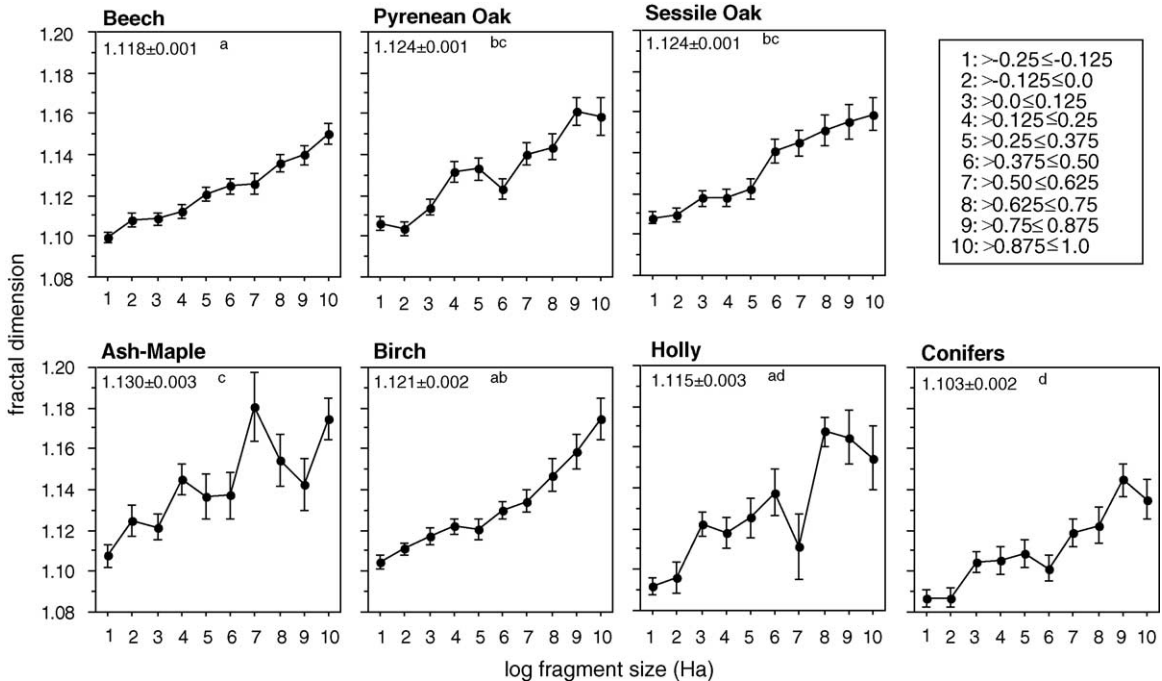 Beech
Pyrenean Oak
Sessile Oak
1.20
1.18
1.16
1.14
1.12
1.10
1.08
1.118±0.001 a
1.124±0.001 bc
1.124±0.001 bc
1 2 3 4 5 6 7 8 9 10
1 2 3 4 5 6 7 8 9 10
1 2 3 4 5 6 7 8 9 10
1:>-0.25≤-0.125
2:>-0.125≤0.0
3:>0.0≤0.125
4:>0.125≤0.25
5:>0.25≤0.375
6:>0.375≤0.50
7:>0.50≤0.625
8:>0.625≤0.75
9:>0.75≤0.875
10:>0.875≤1.0
fractal dimension
Ash-Maple
Birch
Holly
Conifers
1.20
1.18
1.16
1.14
1.12
1.10
1.08
1.130±0.003 c
1.121±0.002 ab
1.115±0.003 ad
1.103±0.002 d
1 2 3 4 5 6 7 8 9 10
1 2 3 4 5 6 7 8 9 10
1 2 3 4 5 6 7 8 9 10
1 2 3 4 5 6 7 8 9 10
log fragment size (Ha)